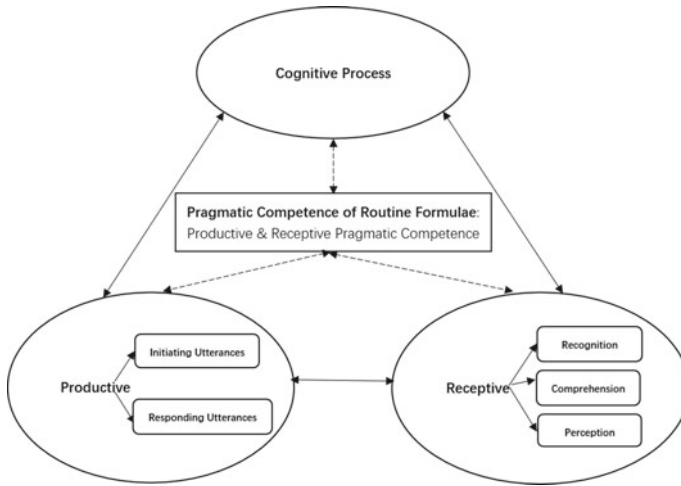 Cognitive Process
Pragmatic Competence of Routine Formulae:
Productive & Receptive Pragmatic Competence
Productive
Initiating Utterances
Responding Utterances
Receptive
Recognition
Comprehension
Perception